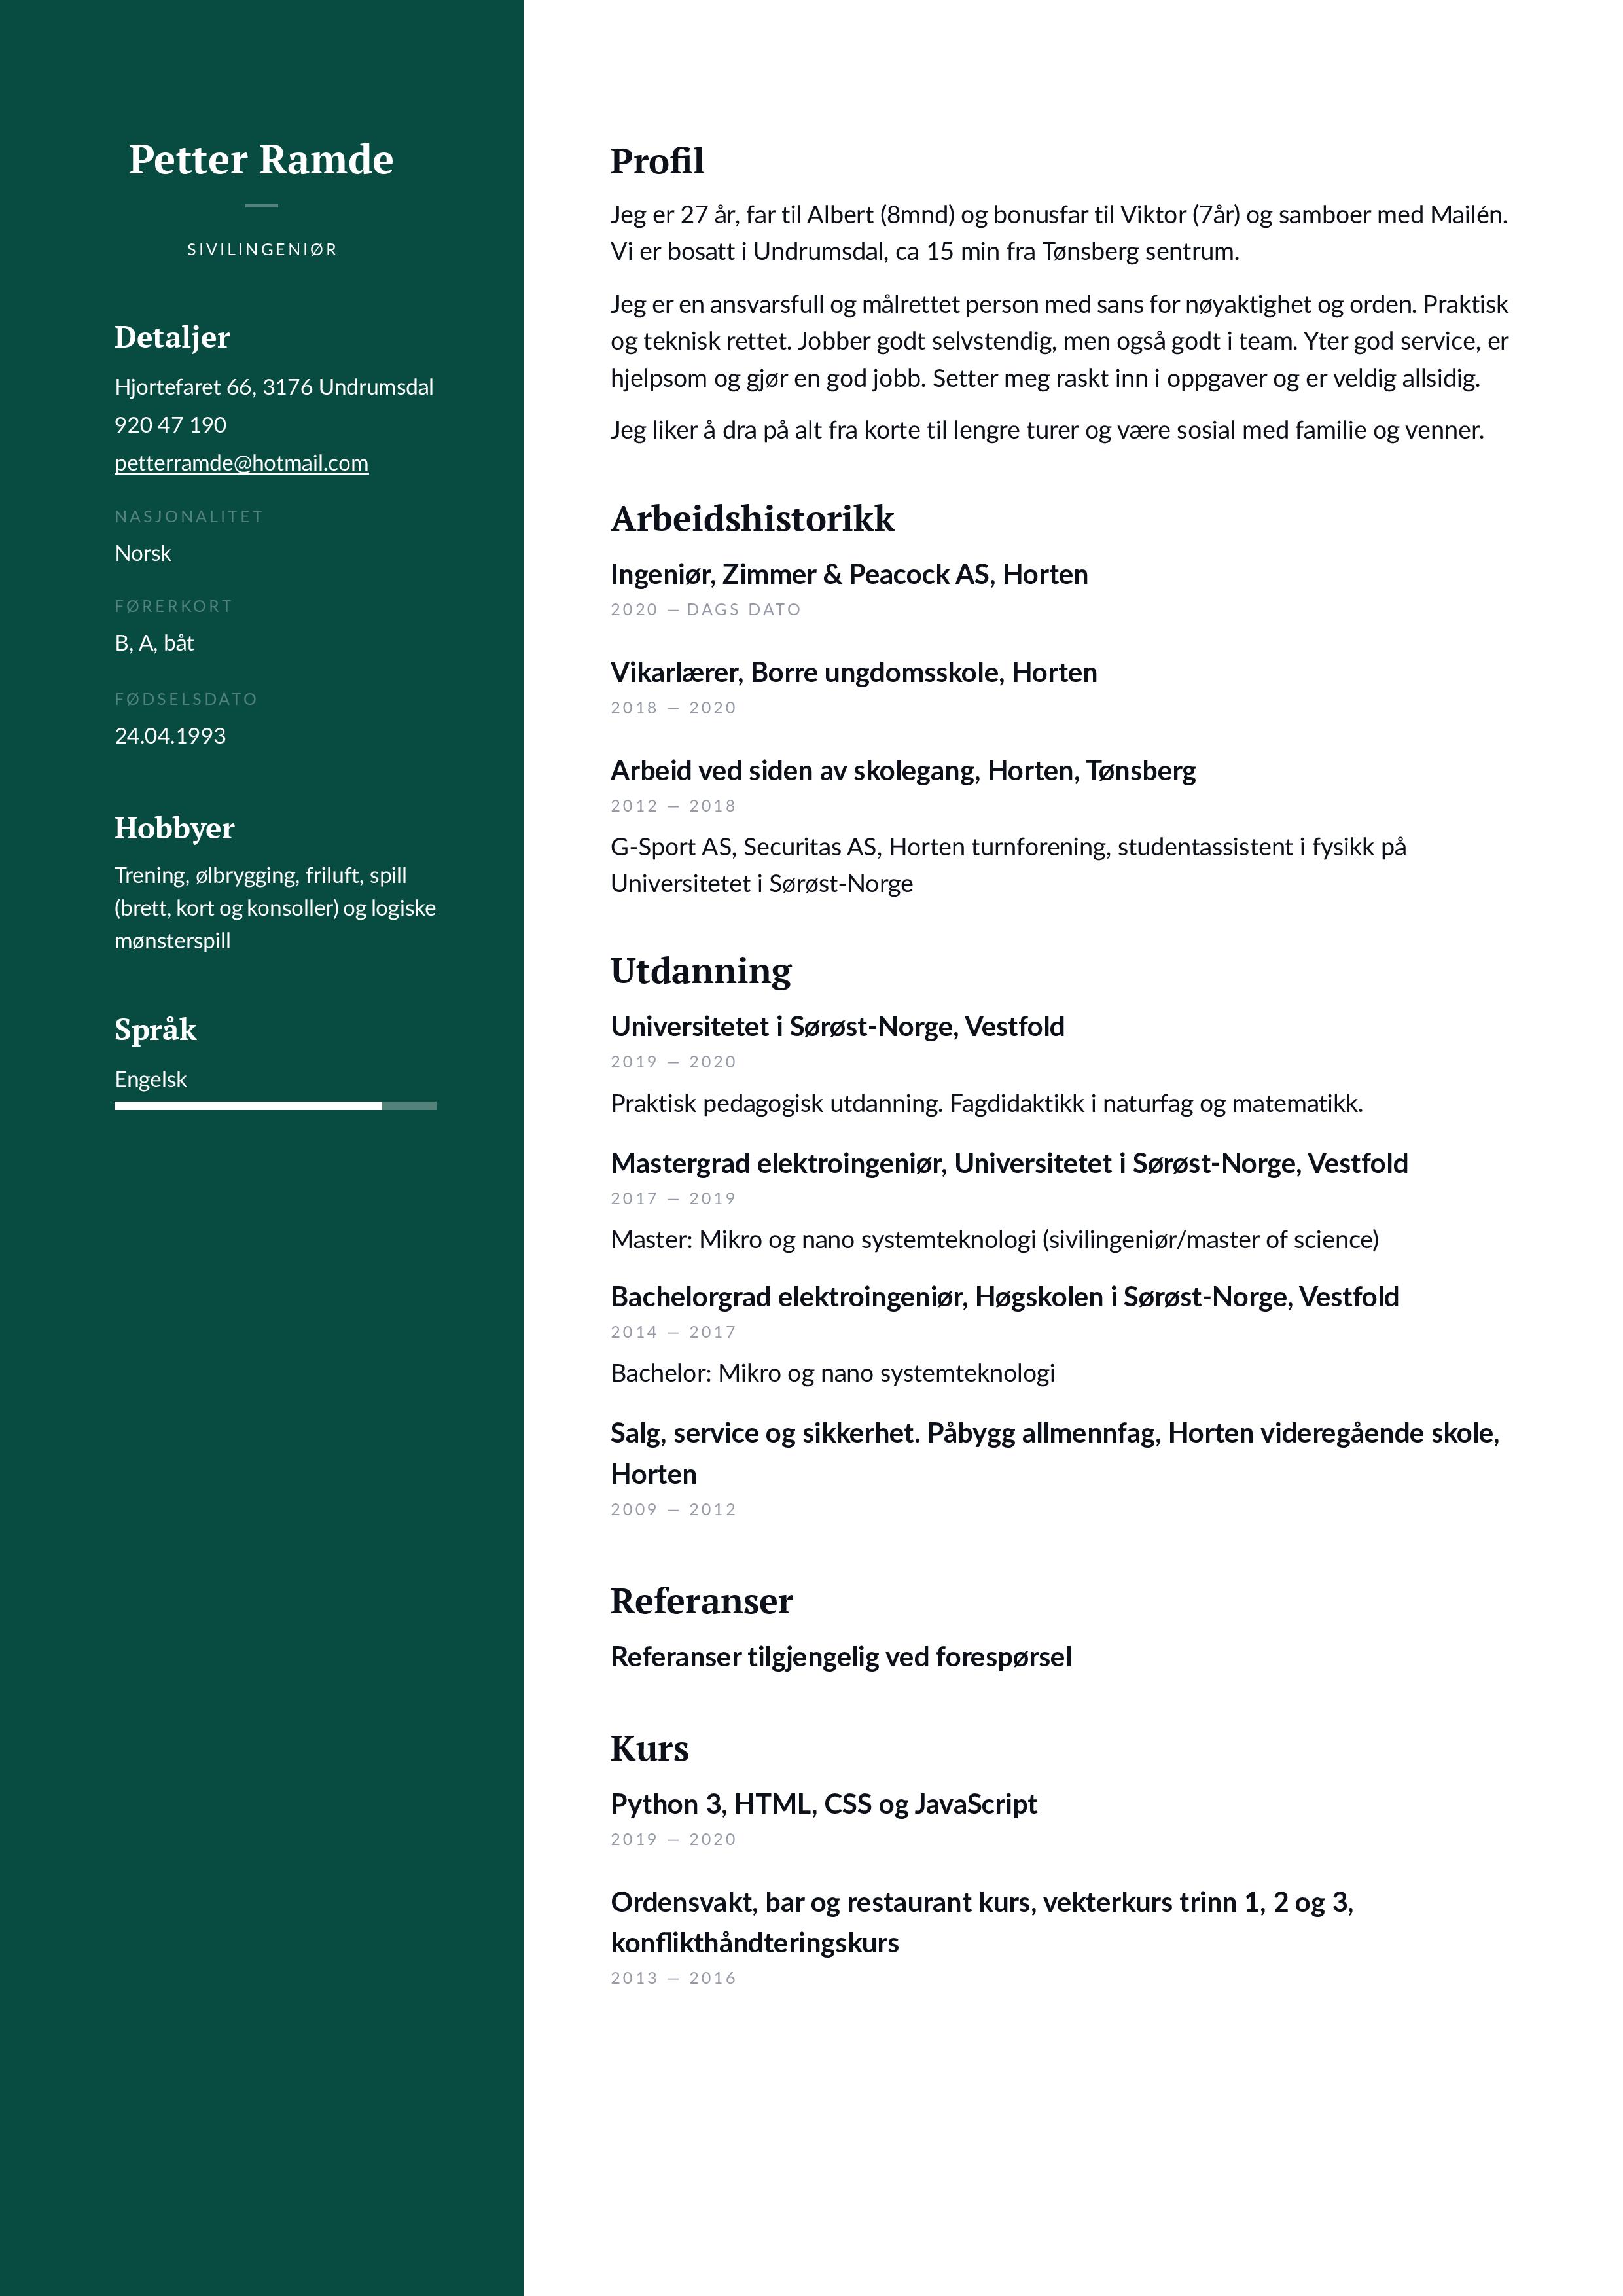 Petter Ramde
SIVILINGENIØR
Detaljer
Hjortefaret 66, 3176 Undrumsdal
920 47 190
petterramde@hotmail.com
NASJONALITET
Norsk
FØRERKORT
B, A, båt
FØDSELSDATO
24.04.1993
Hobbyer
Trening, ølbrygging, friluft, spill
(brett, kort og konsoller) og logiske
mønsterspill
Språk
Engelsk
Profil
Jeg er 27 år, far til Albert (8mnd) og bonusfar til Viktor (7år) og samboer med Mailén.
Vi er bosatt i Undrumsdal, ca 15 min fra Tønsberg sentrum.
Jeg er en ansvarsfull og målrettet person med sans for nøyaktighet og orden. Praktisk
og teknisk rettet. Jobber godt selvstendig, men også godt i team. Yter god service, er
hjelpsom og gjør en god jobb. Setter meg raskt inn i oppgaver og er veldig allsidig.
Jeg liker å dra på alt fra korte til lengre turer og være sosial med familie og venner.
Arbeidshistorikk
Ingeniør, Zimmer & Peacock AS, Horten
2020 — DAGS DATO
Vikarlærer, Borre ungdomsskole, Horten
2018 — 2020
Arbeid ved siden av skolegang, Horten, Tønsberg
2012 — 2018
G-Sport AS, Securitas AS, Horten turnforening, studentassistent i fysikk på
Universitetet i Sørøst-Norge
Utdanning
Universitetet i Sørøst-Norge, Vestfold
2019 — 2020
Praktisk pedagogisk utdanning. Fagdidaktikk i naturfag og matematikk.
Mastergrad elektroingeniør, Universitetet i Sørøst-Norge, Vestfold
2017 — 2019
Master: Mikro og nano systemteknologi (sivilingeniør/master of science)
Bachelorgrad elektroingeniør, Høgskolen i Sørøst-Norge, Vestfold
2014 — 2017
Bachelor: Mikro og nano systemteknologi
Salg, service og sikkerhet. Påbygg allmennfag, Horten videregående skole,
Horten
2009 — 2012
Referanser
Referanser tilgjengelig ved forespørsel
Kurs
Python 3, HTML, CSS og JavaScript
2019 — 2020
Ordensvakt, bar og restaurant kurs, vekterkurs trinn 1, 2 og 3,
konflikthåndteringskurs
2013 — 2016